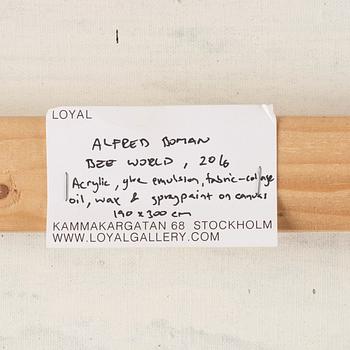 LOYAL
ALFRED BOMAN
BEE WORLD, 2016
Acrylic, glue emulsion, fabric-collage
oil, wax & spraypaint on canvas
190 x 300 cm
KAMMAKARGATAN 68 STOCKHOLM
WWW.LOYALGALLERY.COM